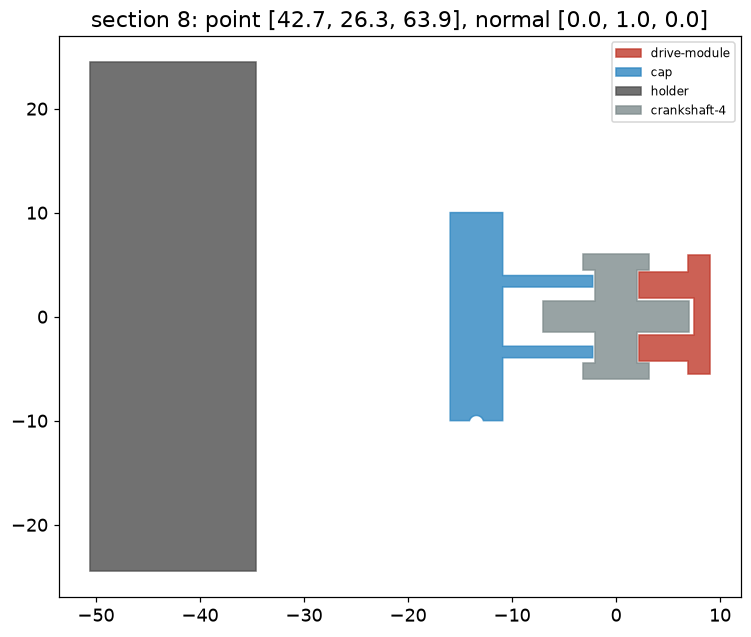 section 8: point [42.7, 26.3, 63.9], normal [0.0, 1.0, 0.0]
drive-module
cap
holder
crankshaft-4
20
10
0
−10
−20
−50
−40
−30
−20
−10
0
10